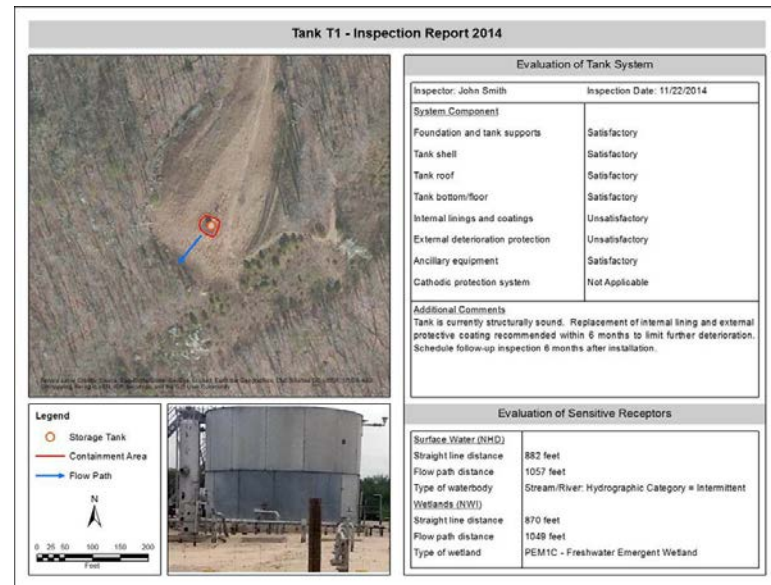 Tank T1 - Inspection Report 2014
Evaluation of Tank System
Inspector: John Smith Inspection Date: 11/22/2014
System Component
Foundation and tank supports Satisfactory
Tank shell Satisfactory
Tank roof Satisfactory
Tank bottom/floor Satisfactory
Internal linings and coatings Unsatisfactory
External deterioration protection Unsatisfactory
Ancillary equipment Satisfactory
Cathodic protection system Not Applicable
Additional Comments
Tank is currently structurally sound. Replacement of internal lining and external
protective coating recommended within 6 months to limit further deterioration.
Schedule follow-up inspection 6 months after installation.
Legend
Storage Tank
Containment Area
Flow Path
N
0 25 50 100 150 200
Feet
Evaluation of Sensitive Receptors
Surface Water (NHD)
Straight line distance 882 feet
Flow path distance 1057 feet
Type of waterbody Stream/River: Hydrographic Category = Intermittent
Wetlands (NWI)
Straight line distance 870 feet
Flow path distance 1049 feet
Type of wetland PEM1C - Freshwater Emergent Wetland